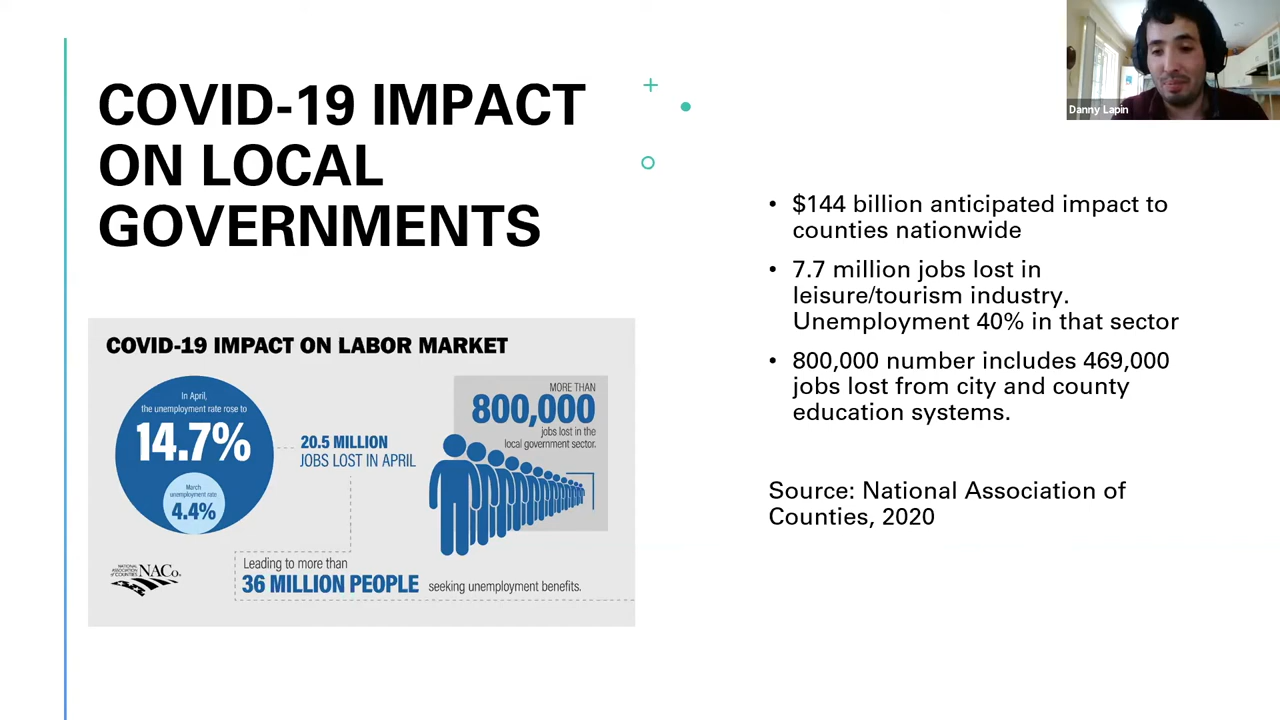 COVID-19 IMPACT
ON LOCAL
GOVERNMENTS
Danny Lapin
• $144 billion anticipated impact to
counties nationwide
• 7.7 million jobs lost in
leisure/tourism industry.
Unemployment 40% in that sector
• 800,000 number includes 469,000
jobs lost from city and county
education systems.
Source: National Association of
Counties, 2020
COVID-19 IMPACT ON LABOR MARKET
In April,
the unemployment rate rose to
14.7%
March
unemployment rate
4.4%
20.5 MILLION
JOBS LOST IN APRIL
MORE THAN
800,000
jobs lost in the
local government sector.
NATIONAL
ASSOCIATION
of COUNTIES
NACo
Leading to more than
36 MILLION PEOPLE
seeking unemployment benefits.